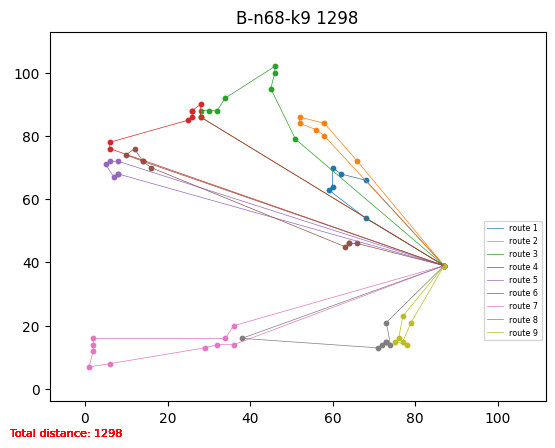 B-n68-k9 1298
100
80
60
40
20
0
0 20 40 60 80 100
route 1
route 2
route 3
route 4
route 5
route 6
route 7
route 8
route 9
Total distance: 1298